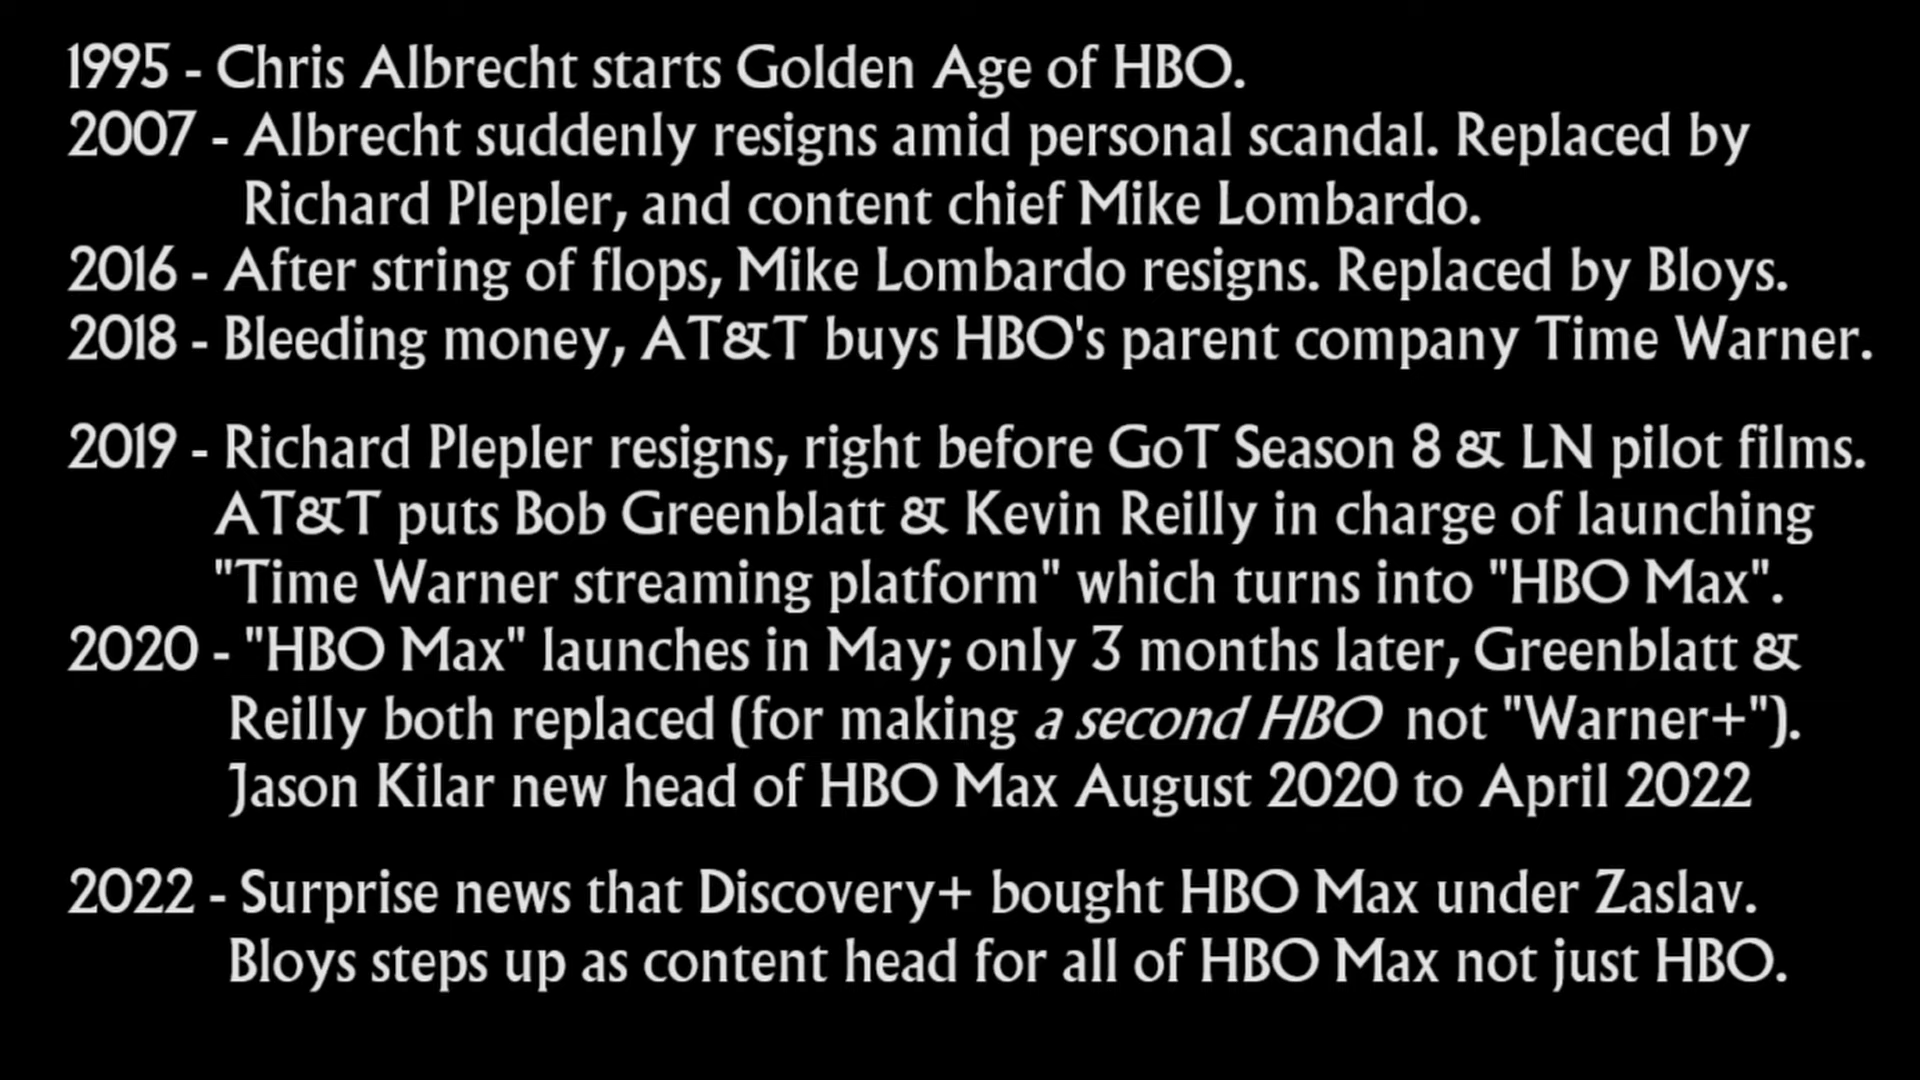 1995 - Chris Albrecht starts Golden Age of HBO.
2007 - Albrecht suddenly resigns amid personal scandal. Replaced by
Richard Plepler, and content chief Mike Lombardo.
2016 - After string of flops, Mike Lombardo resigns. Replaced by Bloys.
2018 - Bleeding money, AT&T buys HBO's parent company Time Warner.
2019 - Richard Plepler resigns, right before GoT Season 8 & LN pilot films.
AT&T puts Bob Greenblatt & Kevin Reilly in charge of launching
"Time Warner streaming platform" which turns into "HBO Max".
2020 - "HBO Max" launches in May; only 3 months later, Greenblatt &
Reilly both replaced (for making a second HBO not "Warner+").
Jason Kilar new head of HBO Max August 2020 to April 2022
2022 - Surprise news that Discovery+ bought HBO Max under Zaslav.
Bloys steps up as content head for all of HBO Max not just HBO.